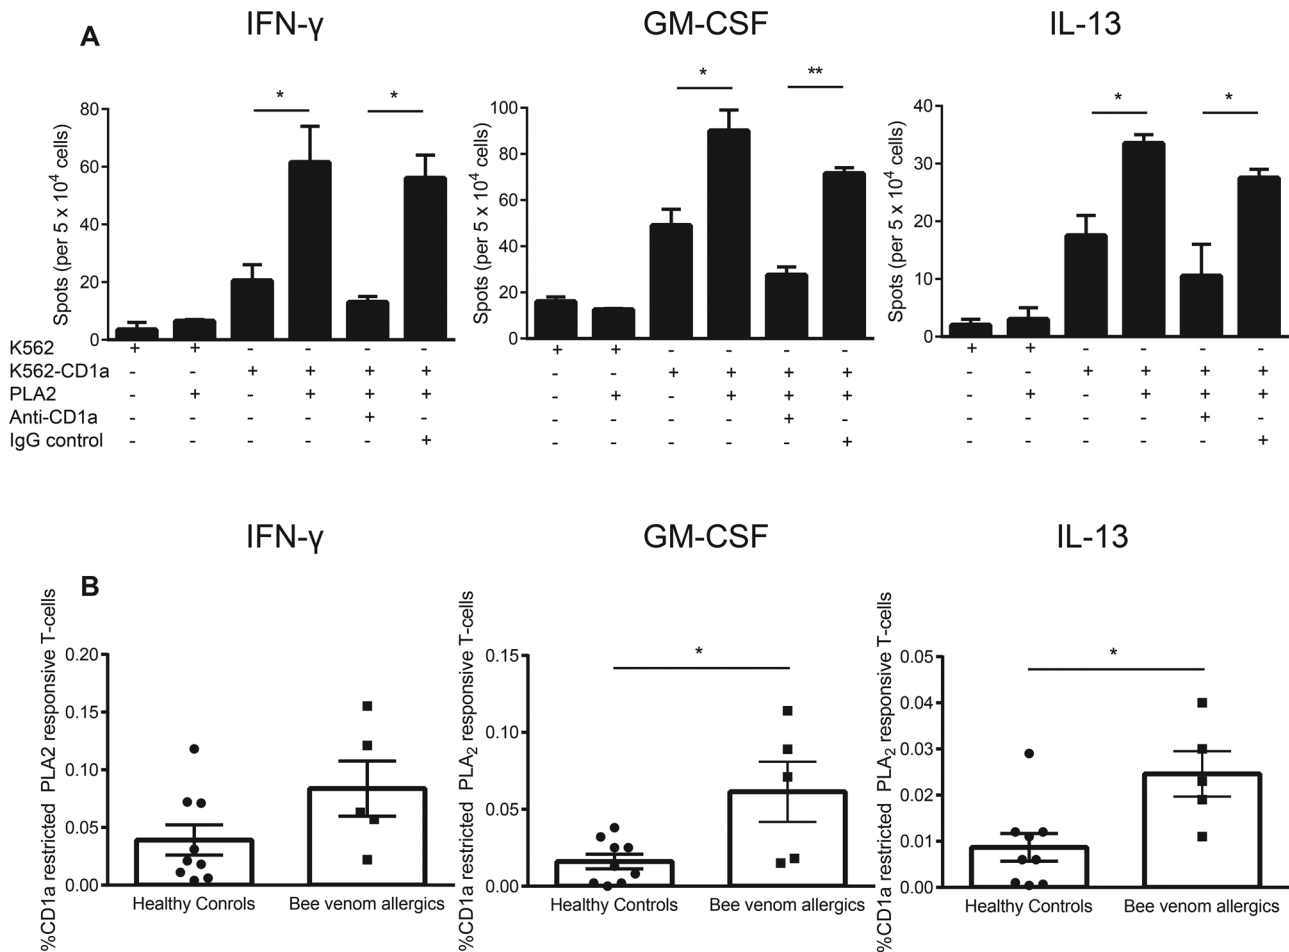 IFN-γ GM-CSF IL-13
A
Spots (per 5 x 10⁴ cells)
80
60
40
20
0
Spots (per 5 x 10⁴ cells)
100
80
60
40
20
0
Spots (per 5 x 10⁴ cells)
40
30
20
10
0
* *
* **
* *
K562 + + - - - - + + - - - - + + - - - -
K562-CD1a - - + + + + - - + + + + - - + + + +
PLA2 - + - + + + - + - + + + - + - + + +
Anti-CD1a - - - - + - - - - - + - - - - - + -
IgG control - - - - - + - - - - - + - - - - - +
IFN-γ GM-CSF IL-13
B
%CD1a restricted PLA2 responsive T-cells
0.20
0.15
0.10
0.05
0.00
Healthy Conrols Bee venom allergics
%CD1a restricted PLA₂ responsive T-cells
0.15
0.10
0.05
0.00
*
Healthy Controls Bee venom allergics
%CD1a restricted PLA₂ responsive T-cells
0.05
0.04
0.03
0.02
0.01
0.00
*
Healthy Controls Bee venom allergics